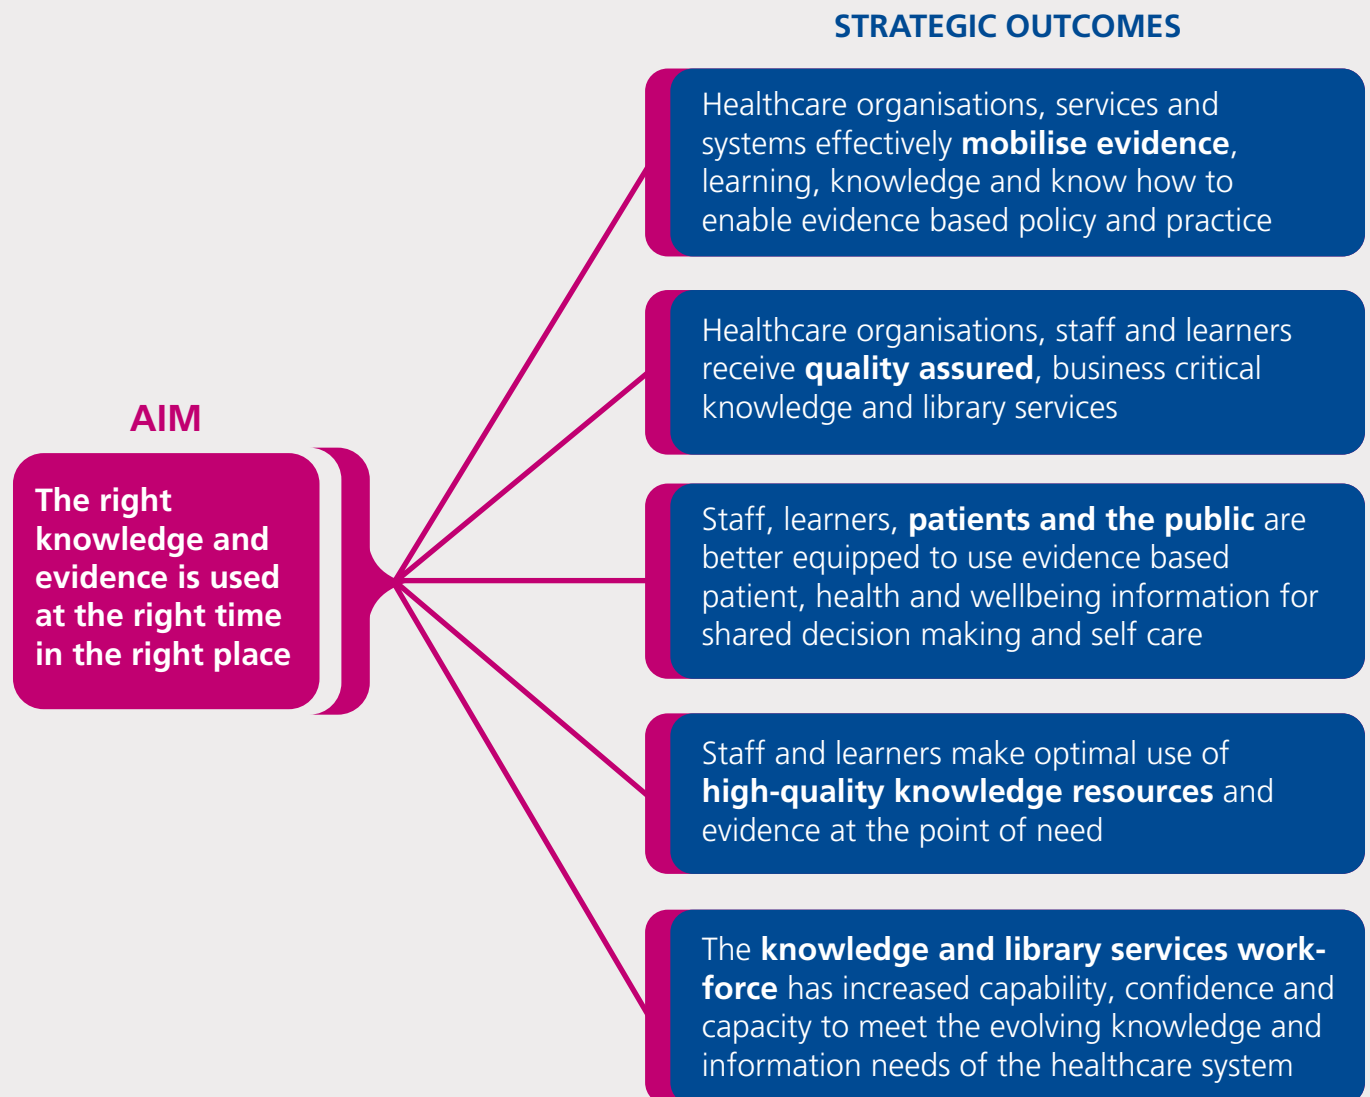 STRATEGIC OUTCOMES
Healthcare organisations, services and
systems effectively mobilise evidence,
learning, knowledge and know how to
enable evidence based policy and practice
Healthcare organisations, staff and learners
receive quality assured, business critical
knowledge and library services
AIM
The right
knowledge and
evidence is used
at the right time
in the right place
Staff, learners, patients and the public are
better equipped to use evidence based
patient, health and wellbeing information for
shared decision making and self care
Staff and learners make optimal use of
high-quality knowledge resources and
evidence at the point of need
The knowledge and library services work-
force has increased capability, confidence and
capacity to meet the evolving knowledge and
information needs of the healthcare system